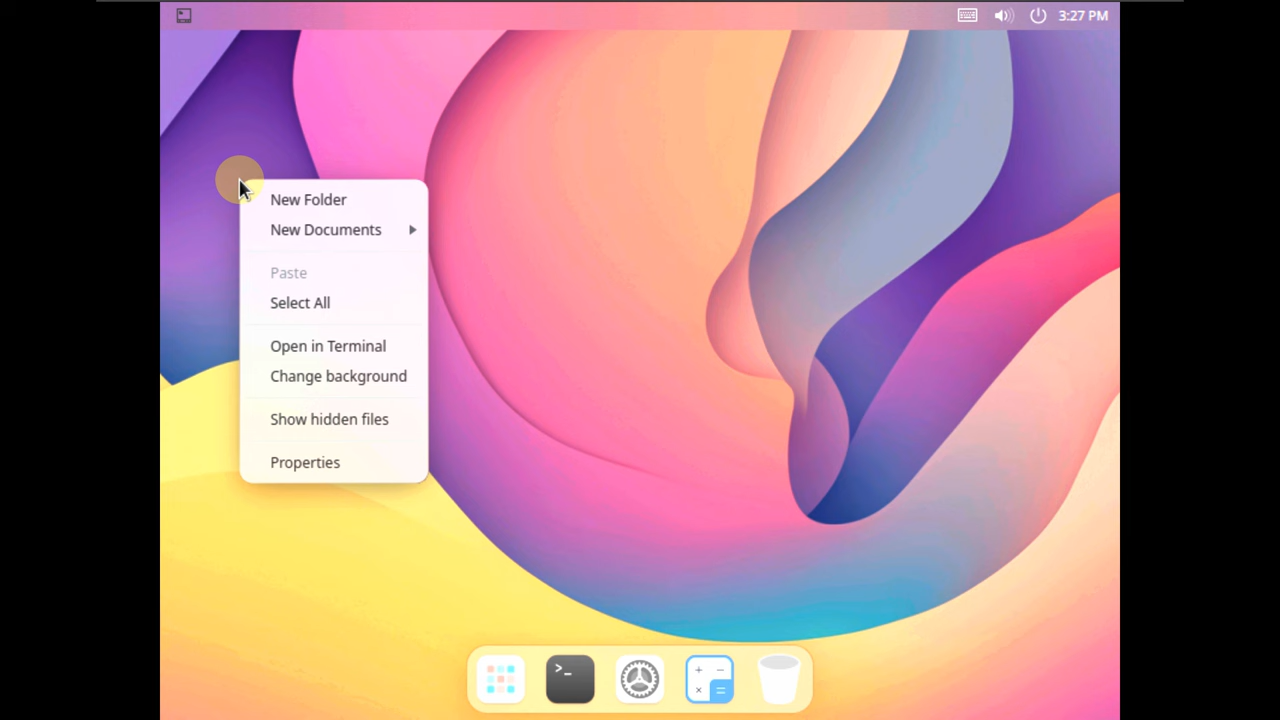 3:27 PM
New Folder
New Documents
Paste
Select All
Open in Terminal
Change background
Show hidden files
Properties
>_
+ −
× =